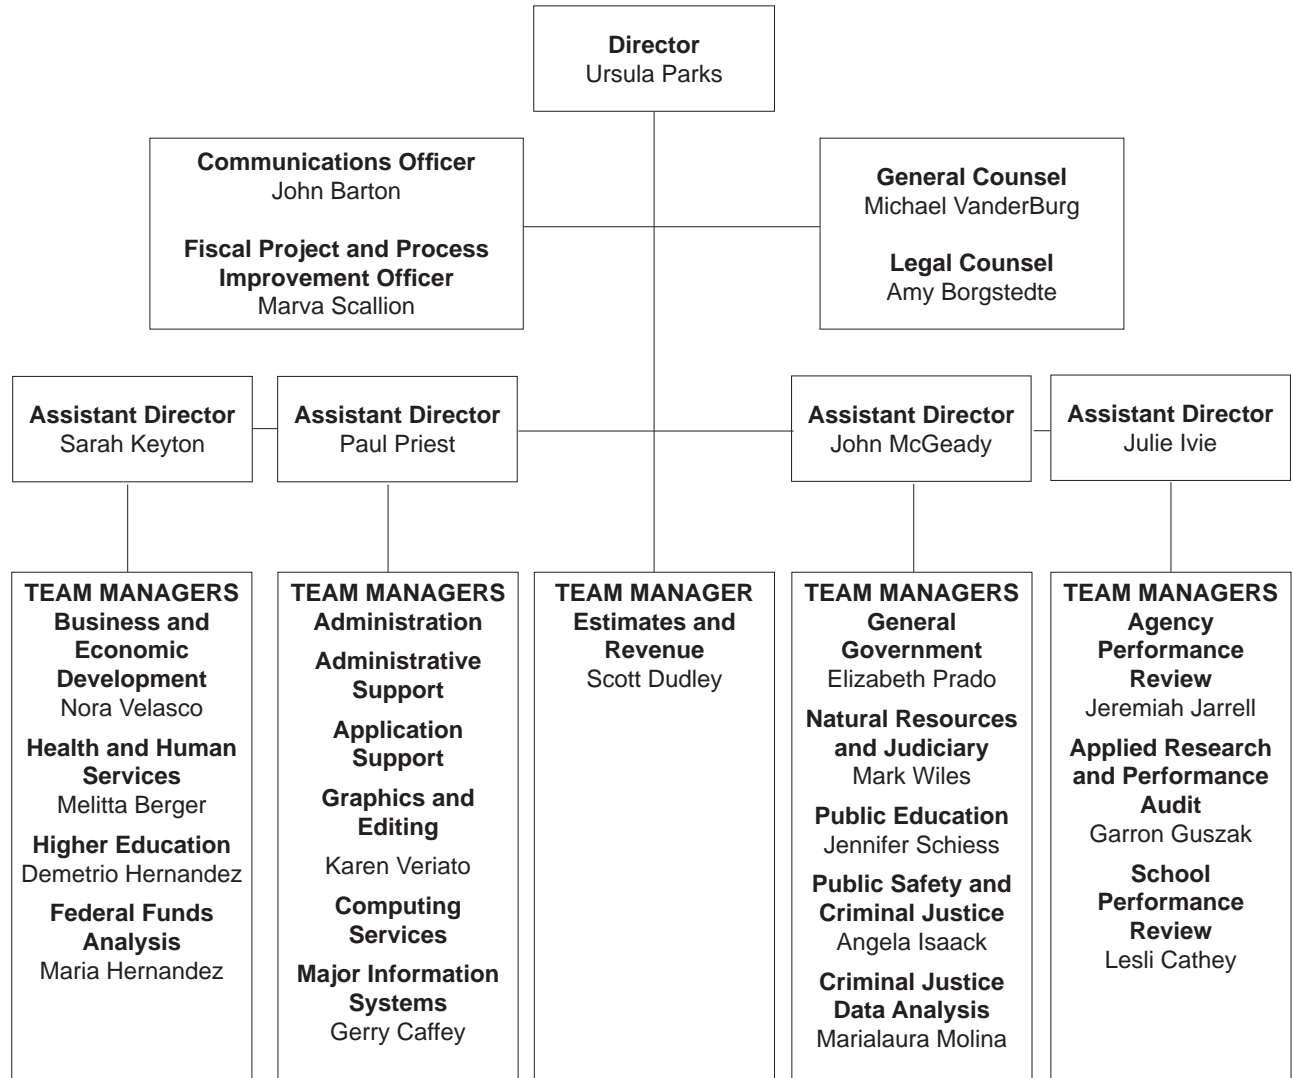 Director
Ursula Parks
Communications Officer
John Barton
Fiscal Project and Process
Improvement Officer
Marva Scallion
General Counsel
Michael VanderBurg
Legal Counsel
Amy Borgstedte
Assistant Director
Sarah Keyton
Assistant Director
Paul Priest
Assistant Director
John McGeady
Assistant Director
Julie Ivie
TEAM MANAGERS
Business and
Economic
Development
Nora Velasco
Health and Human
Services
Melitta Berger
Higher Education
Demetrio Hernandez
Federal Funds
Analysis
Maria Hernandez
TEAM MANAGERS
Administration
Administrative
Support
Application
Support
Graphics and
Editing
Karen Veriato
Computing
Services
Major Information
Systems
Gerry Caffey
TEAM MANAGER
Estimates and
Revenue
Scott Dudley
TEAM MANAGERS
General
Government
Elizabeth Prado
Natural Resources
and Judiciary
Mark Wiles
Public Education
Jennifer Schiess
Public Safety and
Criminal Justice
Angela Isaack
Criminal Justice
Data Analysis
Marialaura Molina
TEAM MANAGERS
Agency
Performance
Review
Jeremiah Jarrell
Applied Research
and Performance
Audit
Garron Guszak
School
Performance
Review
Lesli Cathey